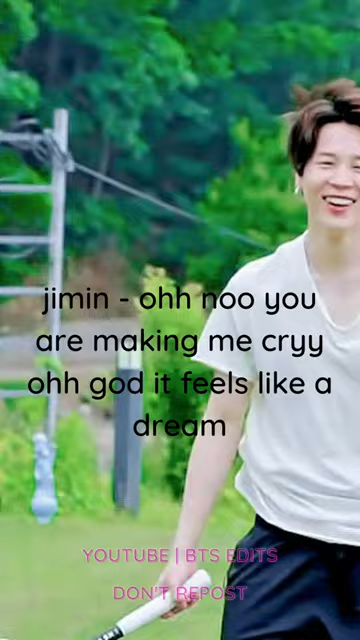 jimin - ohh noo you
are making me cryy
ohh god it feels like a
dream
YOUTUBE | BTS EDITS
DON'T REPOST